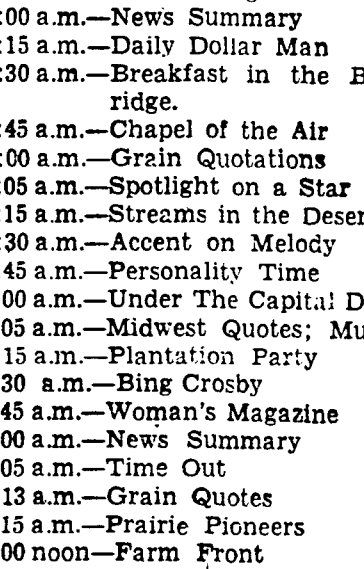 :00 a.m.—News Summary
:15 a.m.—Daily Dollar Man
:30 a.m.—Breakfast in the B
ridge.
:45 a.m.—Chapel of the Air
:00 a.m.—Grain Quotations
:05 a.m.—Spotlight on a Star
:15 a.m.—Streams in the Deser
:30 a.m.—Accent on Melody
45 a.m.—Personality Time
00 a.m.—Under The Capital D
05 a.m.—Midwest Quotes; Mu
15 a.m.—Plantation Party
30 a.m.—Bing Crosby
45 a.m.—Woman's Magazine
00 a.m.—News Summary
05 a.m.—Time Out
13 a.m.—Grain Quotes
15 a.m.—Prairie Pioneers
00 noon—Farm Front